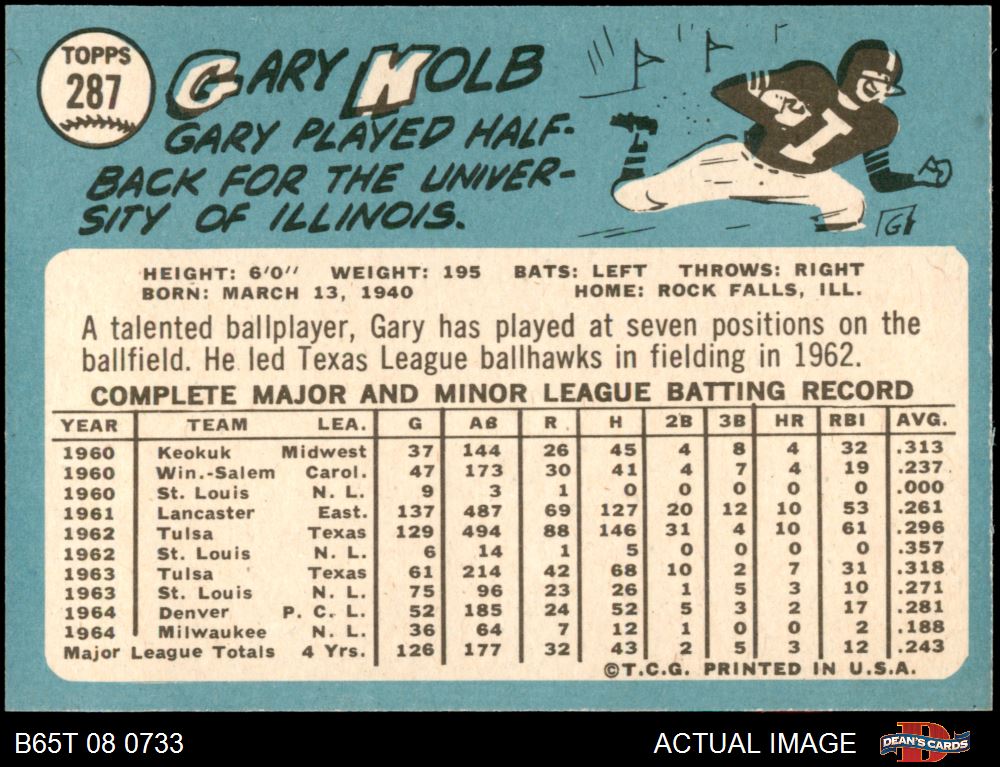 TOPPS
287
GARY KOLB
GARY PLAYED HALF-
BACK FOR THE UNIVER-
SITY OF ILLINOIS.
I
HEIGHT: 6'0" WEIGHT: 195 BATS: LEFT THROWS: RIGHT
BORN: MARCH 13, 1940 HOME: ROCK FALLS, ILL.
A talented ballplayer, Gary has played at seven positions on the
ballfield. He led Texas League ballhawks in fielding in 1962.
COMPLETE MAJOR AND MINOR LEAGUE BATTING RECORD
YEAR TEAM LEA. G AB R. H 2B 3B HR RBI AVG.
1960 Keokuk Midwest 37 144 26 45 4 8 4 32 .313
1960 Win.-Salem Carol. 47 173 30 41 4 7 4 19 .237
1960 St. Louis N. L. 9 3 1 0 0 0 0 0 .000
1961 Lancaster East. 137 487 69 127 20 12 10 53 .261
1962 Tulsa Texas 129 494 88 146 31 4 10 61 .296
1962 St. Louis N. L. 6 14 1 5 0 0 0 0 .357
1963 Tulsa Texas 61 214 42 68 10 2 7 31 .318
1963 St. Louis N. L. 75 96 23 26 1 5 3 10 .271
1964 Denver P. C. L. 52 185 24 52 5 3 2 17 .281
1964 Milwaukee N. L. 36 64 7 12 1 0 0 2 .188
Major League Totals 4 Yrs. 126 177 32 43 2 5 3 12 .243
©T.C.G. PRINTED IN U.S.A.
B65T 08 0733 ACTUAL IMAGE D DEAN'S CARDS